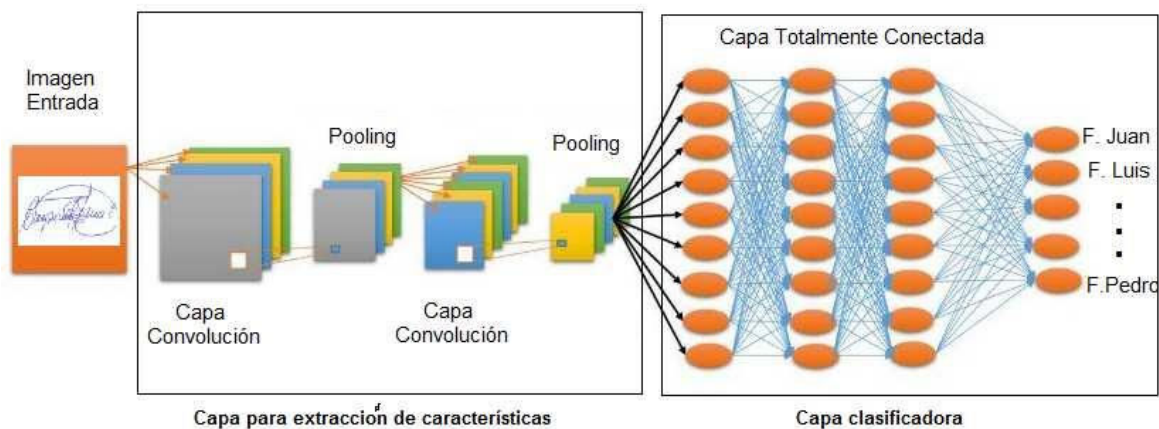 Imagen
Entrada
Pooling
Pooling
Capa
Convolución
Capa
Convolución
Capa para extracción de características
Capa Totalmente Conectada
F. Juan
F. Luis
F.Pedro
Capa clasificadora